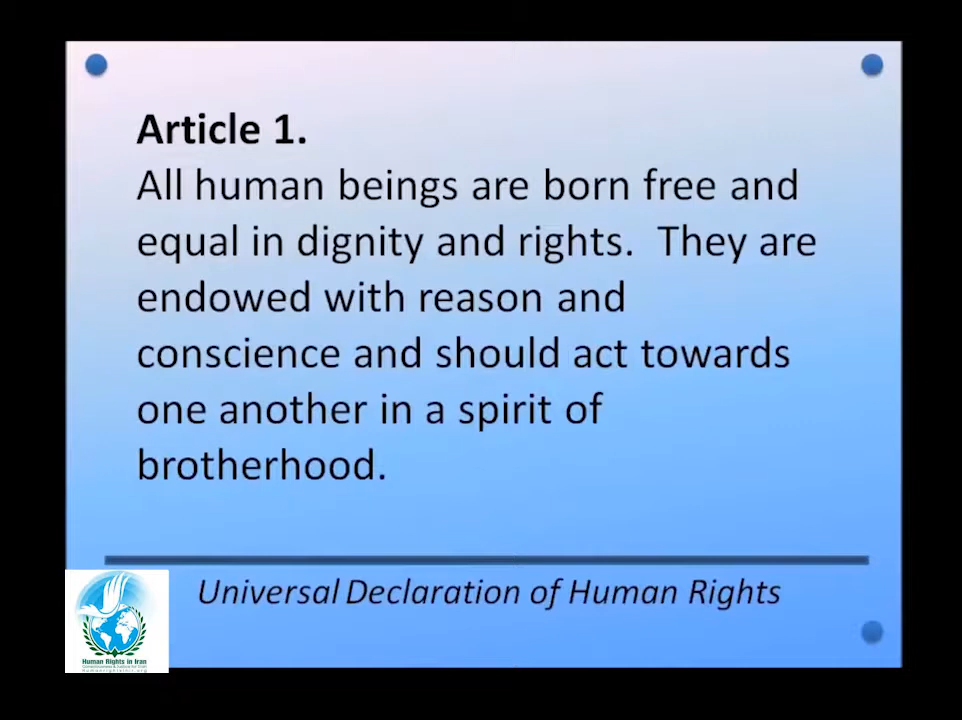 Article 1.
All human beings are born free and
equal in dignity and rights.  They are
endowed with reason and
conscience and should act towards
one another in a spirit of
brotherhood.
Universal Declaration of Human Rights
Human Rights in Iran